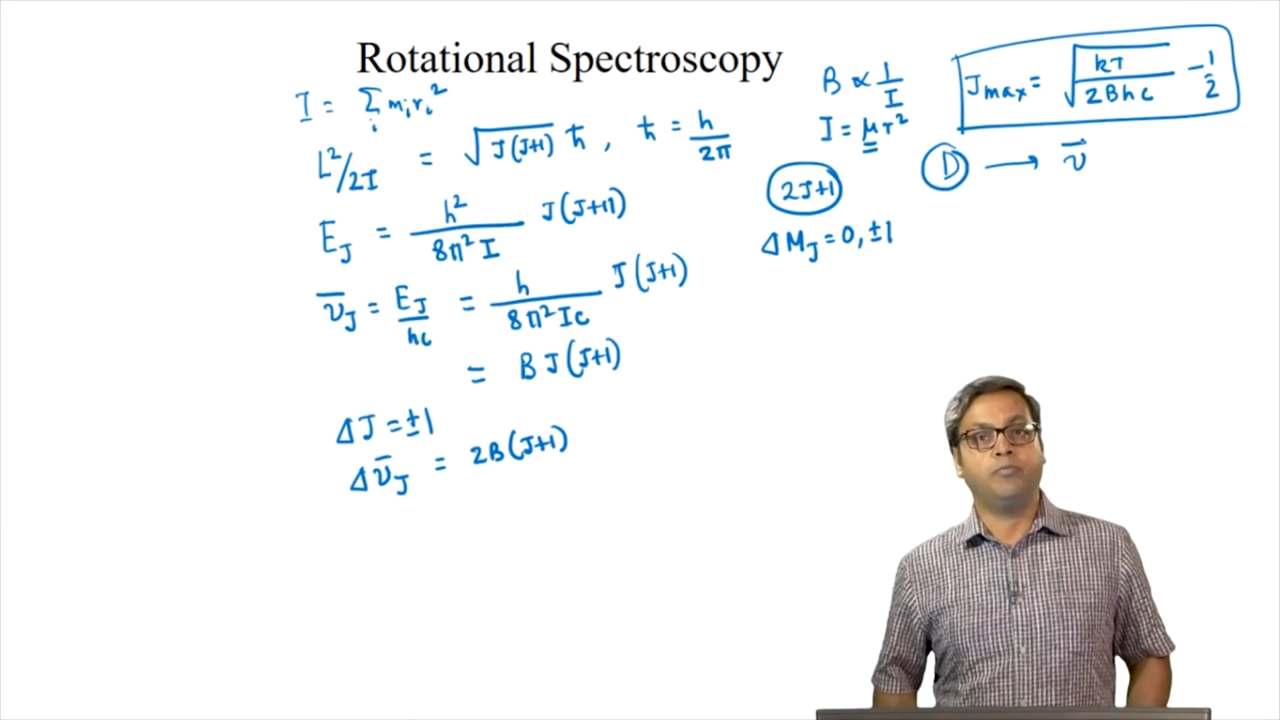 Rotational Spectroscopy
I = Σᵢ mᵢrᵢ²
L²/2I = √J(J+1) ħ, ħ = h/2π
E_J = h²/8π²I J(J+1)
ν̄_J = E_J/hc = h/8π²Ic J(J+1)
= B J(J+1)
ΔJ = ±1
Δν̄_J = 2B(J+1)
B ∝ 1/I
I = μr²
2J+1
ΔM_J = 0, ±1
J_max = √(kT/2Bhc) - 1/2
D → ν̄